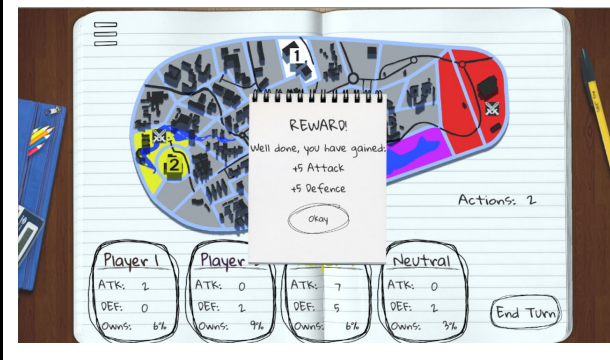 1
REWARD!
Well done, you have gained:
+5 Attack
+5 Defence
Okay
2
Actions: 2
Player 1
ATK: 2
DEF: 0
Owns: 6%
Player
ATK: 0
DEF: 2
Owns: 9%
ATK: 7
DEF: 5
Owns: 6%
Neutral
ATK: 0
DEF: 2
Owns: 3%
End Turn